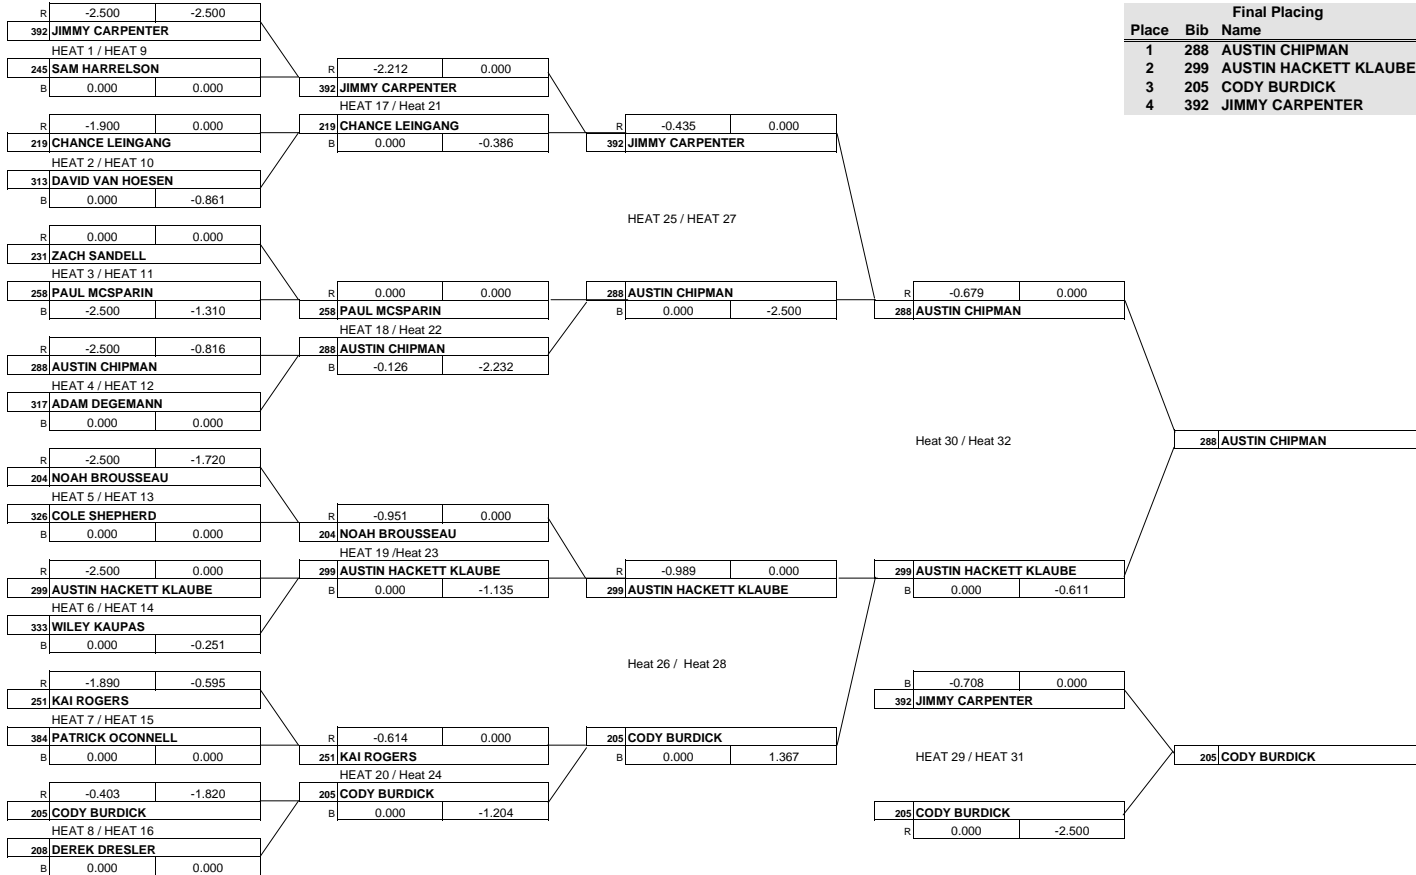 R -2.500 -2.500
392 JIMMY CARPENTER
HEAT 1 / HEAT 9
245 SAM HARRELSON
B 0.000 0.000
R -1.900 0.000
219 CHANCE LEINGANG
HEAT 2 / HEAT 10
313 DAVID VAN HOESEN
B 0.000 -0.861
R 0.000 0.000
231 ZACH SANDELL
HEAT 3 / HEAT 11
258 PAUL MCSPARIN
B -2.500 -1.310
R -2.500 -0.816
288 AUSTIN CHIPMAN
HEAT 4 / HEAT 12
317 ADAM DEGEMANN
B 0.000 0.000
R -2.500 -1.720
204 NOAH BROUSSEAU
HEAT 5 / HEAT 13
326 COLE SHEPHERD
B 0.000 0.000
R -2.500 0.000
299 AUSTIN HACKETT KLAUBE
HEAT 6 / HEAT 14
333 WILEY KAUPAS
B 0.000 -0.251
R -1.890 -0.595
251 KAI ROGERS
HEAT 7 / HEAT 15
384 PATRICK OCONNELL
B 0.000 0.000
R -0.403 -1.820
205 CODY BURDICK
HEAT 8 / HEAT 16
208 DEREK DRESLER
B 0.000 0.000
R -2.212 0.000
392 JIMMY CARPENTER
HEAT 17 / Heat 21
219 CHANCE LEINGANG
B 0.000 -0.386
R 0.000 0.000
258 PAUL MCSPARIN
HEAT 18 / Heat 22
288 AUSTIN CHIPMAN
B -0.126 -2.232
R -0.951 0.000
204 NOAH BROUSSEAU
HEAT 19 /Heat 23
299 AUSTIN HACKETT KLAUBE
B 0.000 -1.135
R -0.614 0.000
251 KAI ROGERS
HEAT 20 / Heat 24
205 CODY BURDICK
B 0.000 -1.204
R -0.435 0.000
392 JIMMY CARPENTER
HEAT 25 / HEAT 27
288 AUSTIN CHIPMAN
B 0.000 -2.500
R -0.989 0.000
299 AUSTIN HACKETT KLAUBE
Heat 26 / Heat 28
205 CODY BURDICK
B 0.000 1.367
R -0.679 0.000
288 AUSTIN CHIPMAN
Heat 30 / Heat 32
299 AUSTIN HACKETT KLAUBE
B 0.000 -0.611
B -0.708 0.000
392 JIMMY CARPENTER
HEAT 29 / HEAT 31
205 CODY BURDICK
R 0.000 -2.500
288 AUSTIN CHIPMAN
205 CODY BURDICK
Final Placing
Place Bib Name
1 288 AUSTIN CHIPMAN
2 299 AUSTIN HACKETT KLAUBE
3 205 CODY BURDICK
4 392 JIMMY CARPENTER